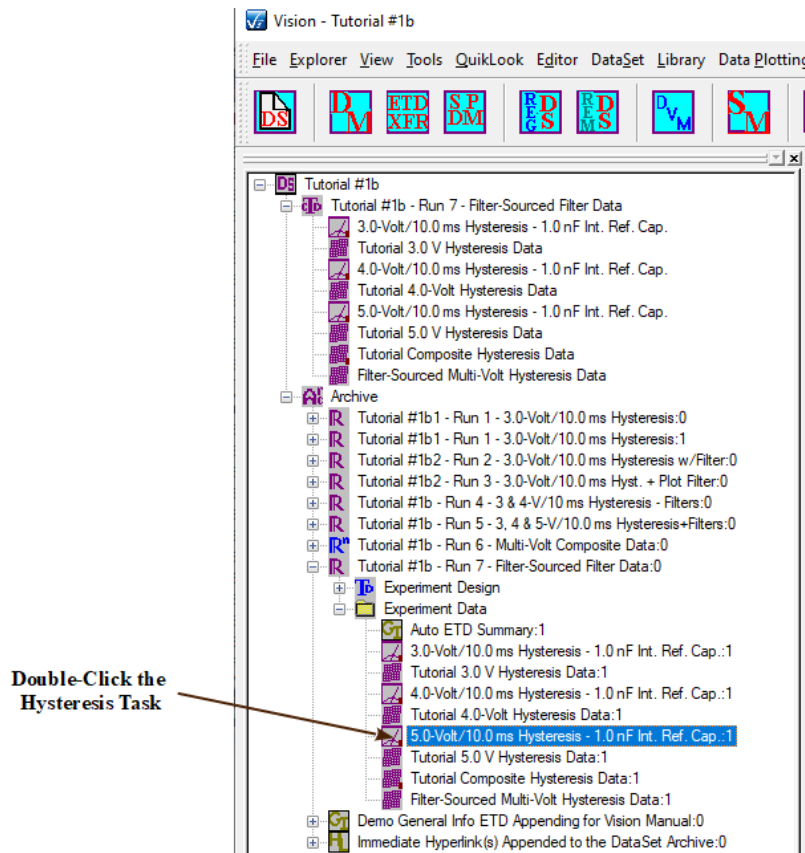 Vision - Tutorial #1b
File Explorer View Tools QuikLook Editor DataSet Library Data Plotting
DS DM ETD XFR SP DM REG DS REM DS DVM SM
DS Tutorial #1b
CTD Tutorial #1b - Run 7 - Filter-Sourced Filter Data
3.0-Volt/10.0 ms Hysteresis - 1.0 nF Int. Ref. Cap.
Tutorial 3.0 V Hysteresis Data
4.0-Volt/10.0 ms Hysteresis - 1.0 nF Int. Ref. Cap.
Tutorial 4.0-Volt Hysteresis Data
5.0-Volt/10.0 ms Hysteresis - 1.0 nF Int. Ref. Cap.
Tutorial 5.0 V Hysteresis Data
Tutorial Composite Hysteresis Data
Filter-Sourced Multi-Volt Hysteresis Data
Archive
R Tutorial #1b1 - Run 1 - 3.0-Volt/10.0 ms Hysteresis:0
R Tutorial #1b1 - Run 1 - 3.0-Volt/10.0 ms Hysteresis:1
R Tutorial #1b2 - Run 2 - 3.0-Volt/10.0 ms Hysteresis w/Filter:0
R Tutorial #1b2 - Run 3 - 3.0-Volt/10.0 ms Hyst. + Plot Filter:0
R Tutorial #1b - Run 4 - 3 & 4-V/10 ms Hysteresis - Filters:0
R Tutorial #1b - Run 5 - 3, 4 & 5-V/10.0 ms Hysteresis+Filters:0
Rn Tutorial #1b - Run 6 - Multi-Volt Composite Data:0
R Tutorial #1b - Run 7 - Filter-Sourced Filter Data:0
TD Experiment Design
Experiment Data
GT Auto ETD Summary:1
3.0-Volt/10.0 ms Hysteresis - 1.0 nF Int. Ref. Cap.:1
Tutorial 3.0 V Hysteresis Data:1
4.0-Volt/10.0 ms Hysteresis - 1.0 nF Int. Ref. Cap.:1
Tutorial 4.0-Volt Hysteresis Data:1
5.0-Volt/10.0 ms Hysteresis - 1.0 nF Int. Ref. Cap.:1
Tutorial 5.0 V Hysteresis Data:1
Tutorial Composite Hysteresis Data:1
Filter-Sourced Multi-Volt Hysteresis Data:1
GT Demo General Info ETD Appending for Vision Manual:0
HL Immediate Hyperlink(s) Appended to the DataSet Archive:0
Double-Click the
Hysteresis Task